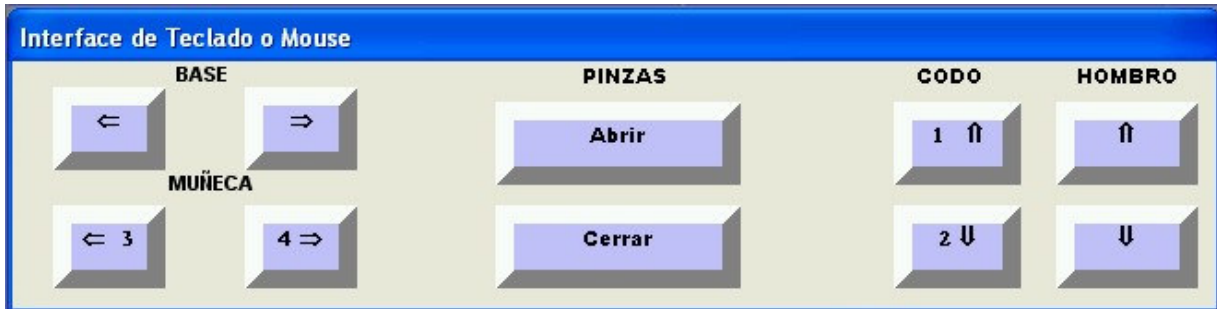 Interface de Teclado o Mouse
BASE
PINZAS
CODO
HOMBRO
⇐
⇒
Abrir
1 ⇑
⇑
MUÑECA
⇐ 3
4 ⇒
Cerrar
2 ⇓
⇓